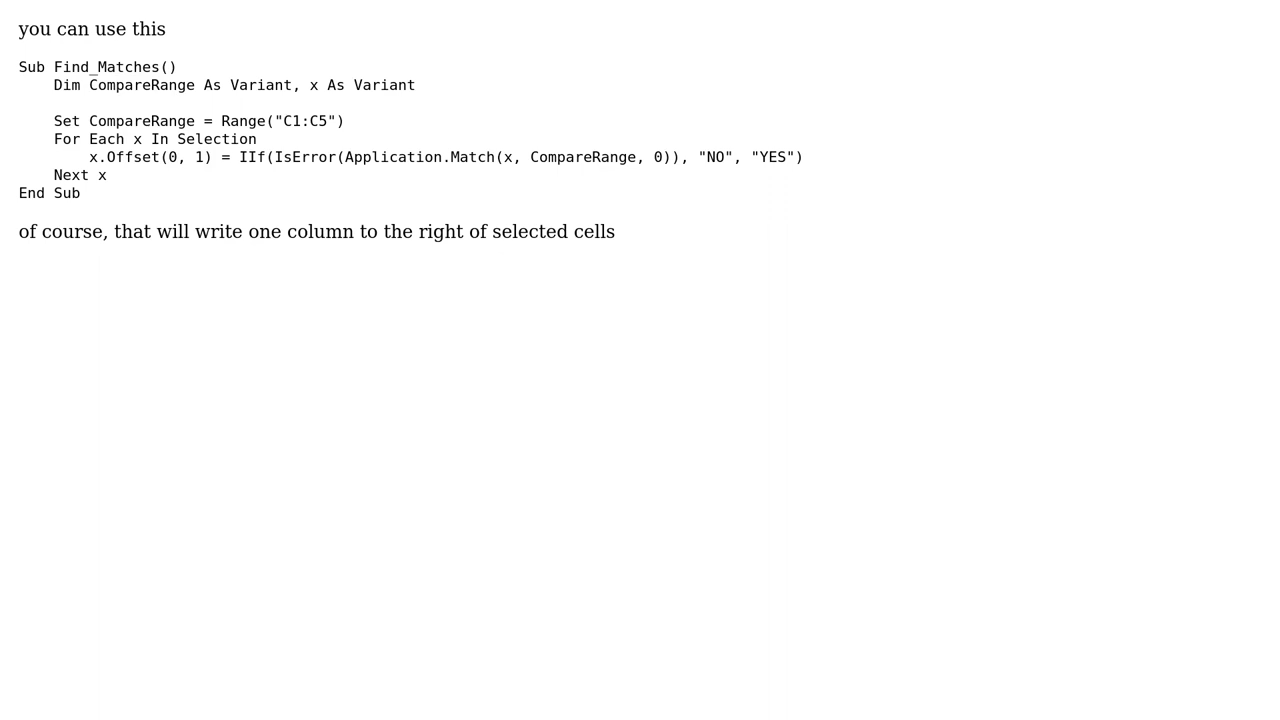 you can use this
Sub Find_Matches()
    Dim CompareRange As Variant, x As Variant
    Set CompareRange = Range("C1:C5")
    For Each x In Selection
        x.Offset(0, 1) = IIf(IsError(Application.Match(x, CompareRange, 0)), "NO", "YES")
    Next x
End Sub
of course, that will write one column to the right of selected cells